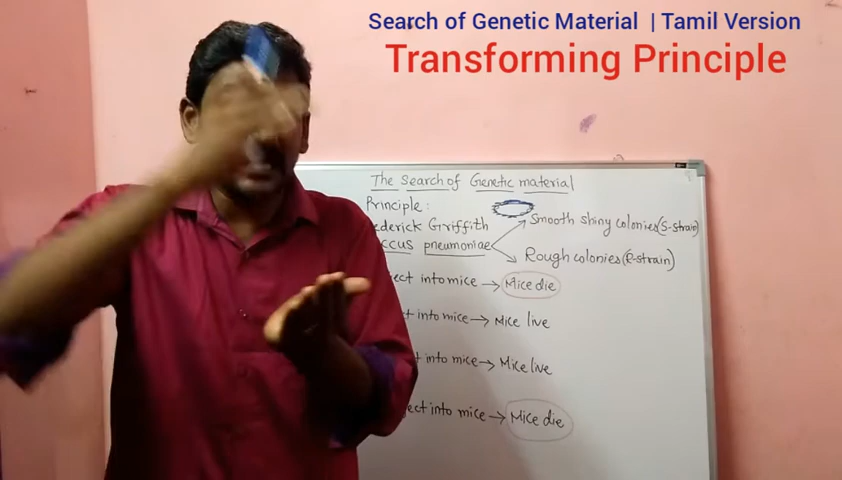 Search of Genetic Material | Tamil Version
Transforming Principle
The Search of Genetic material
Principle:
ederick Griffith
Smooth shiny colonies (S-strain)
ccus pneumoniae
Rough colonies (R-strain)
ect into mice → Mice die
ct into mice → Mice live
t into mice → Mice live
ect into mice → Mice die